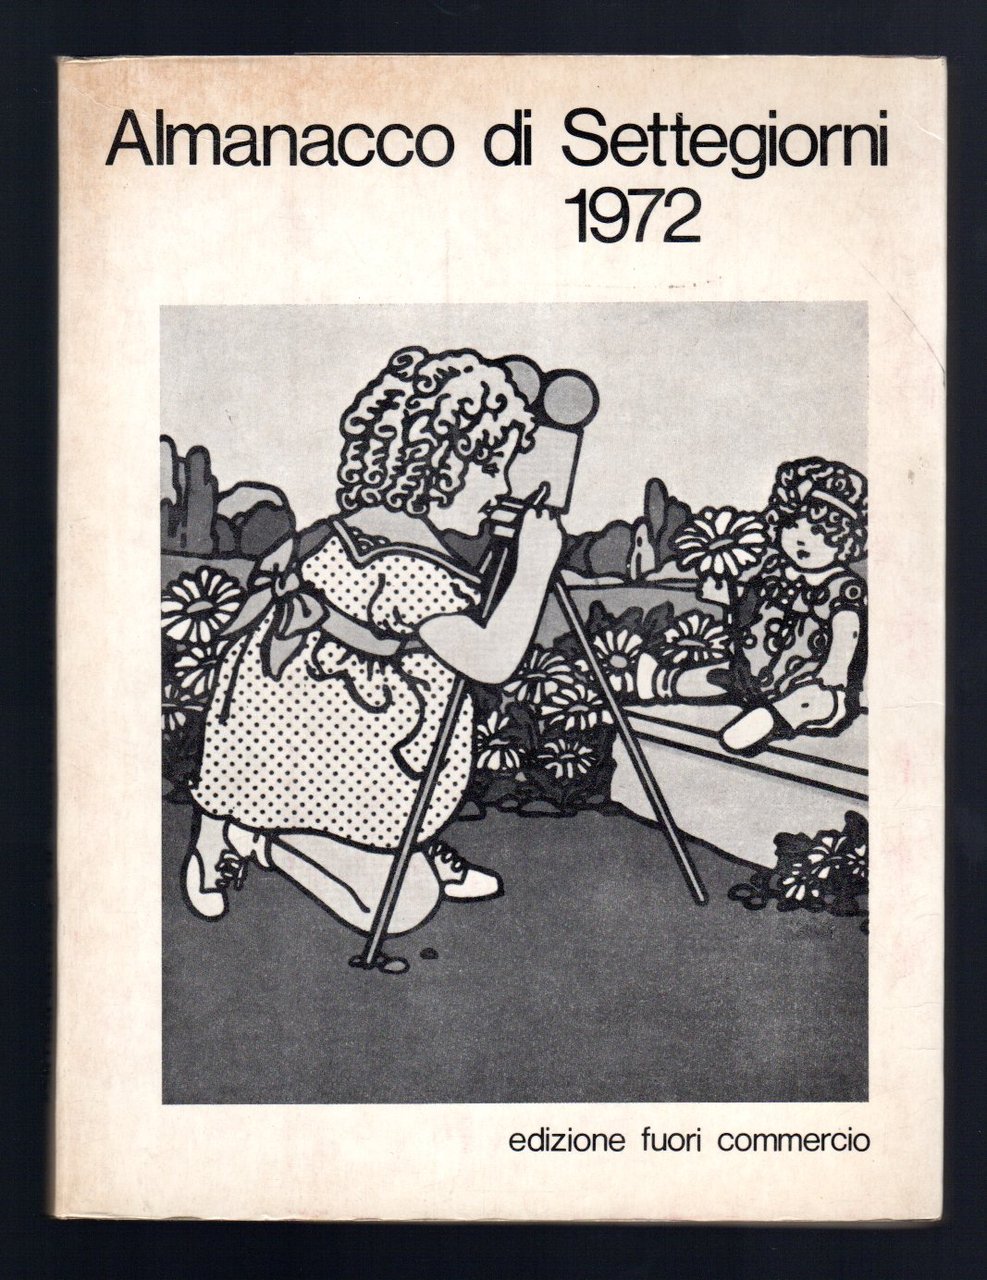 Almanacco di Settegiorni
1972
edizione fuori commercio